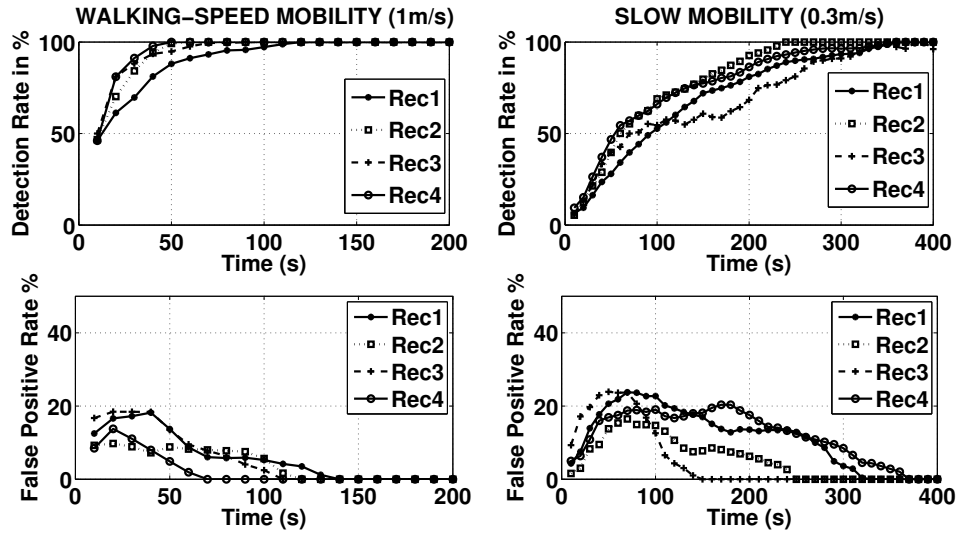 WALKING−SPEED MOBILITY (1m/s)
SLOW MOBILITY (0.3m/s)
Detection Rate in %
100
50
0
0 50 100 150 200
Time (s)
Rec1
Rec2
Rec3
Rec4
Detection Rate in %
100
50
0
0 100 200 300 400
Time (s)
Rec1
Rec2
Rec3
Rec4
False Positive Rate %
40
20
0
0 50 100 150 200
Time (s)
Rec1
Rec2
Rec3
Rec4
False Positive Rate %
40
20
0
0 100 200 300 400
Time (s)
Rec1
Rec2
Rec3
Rec4